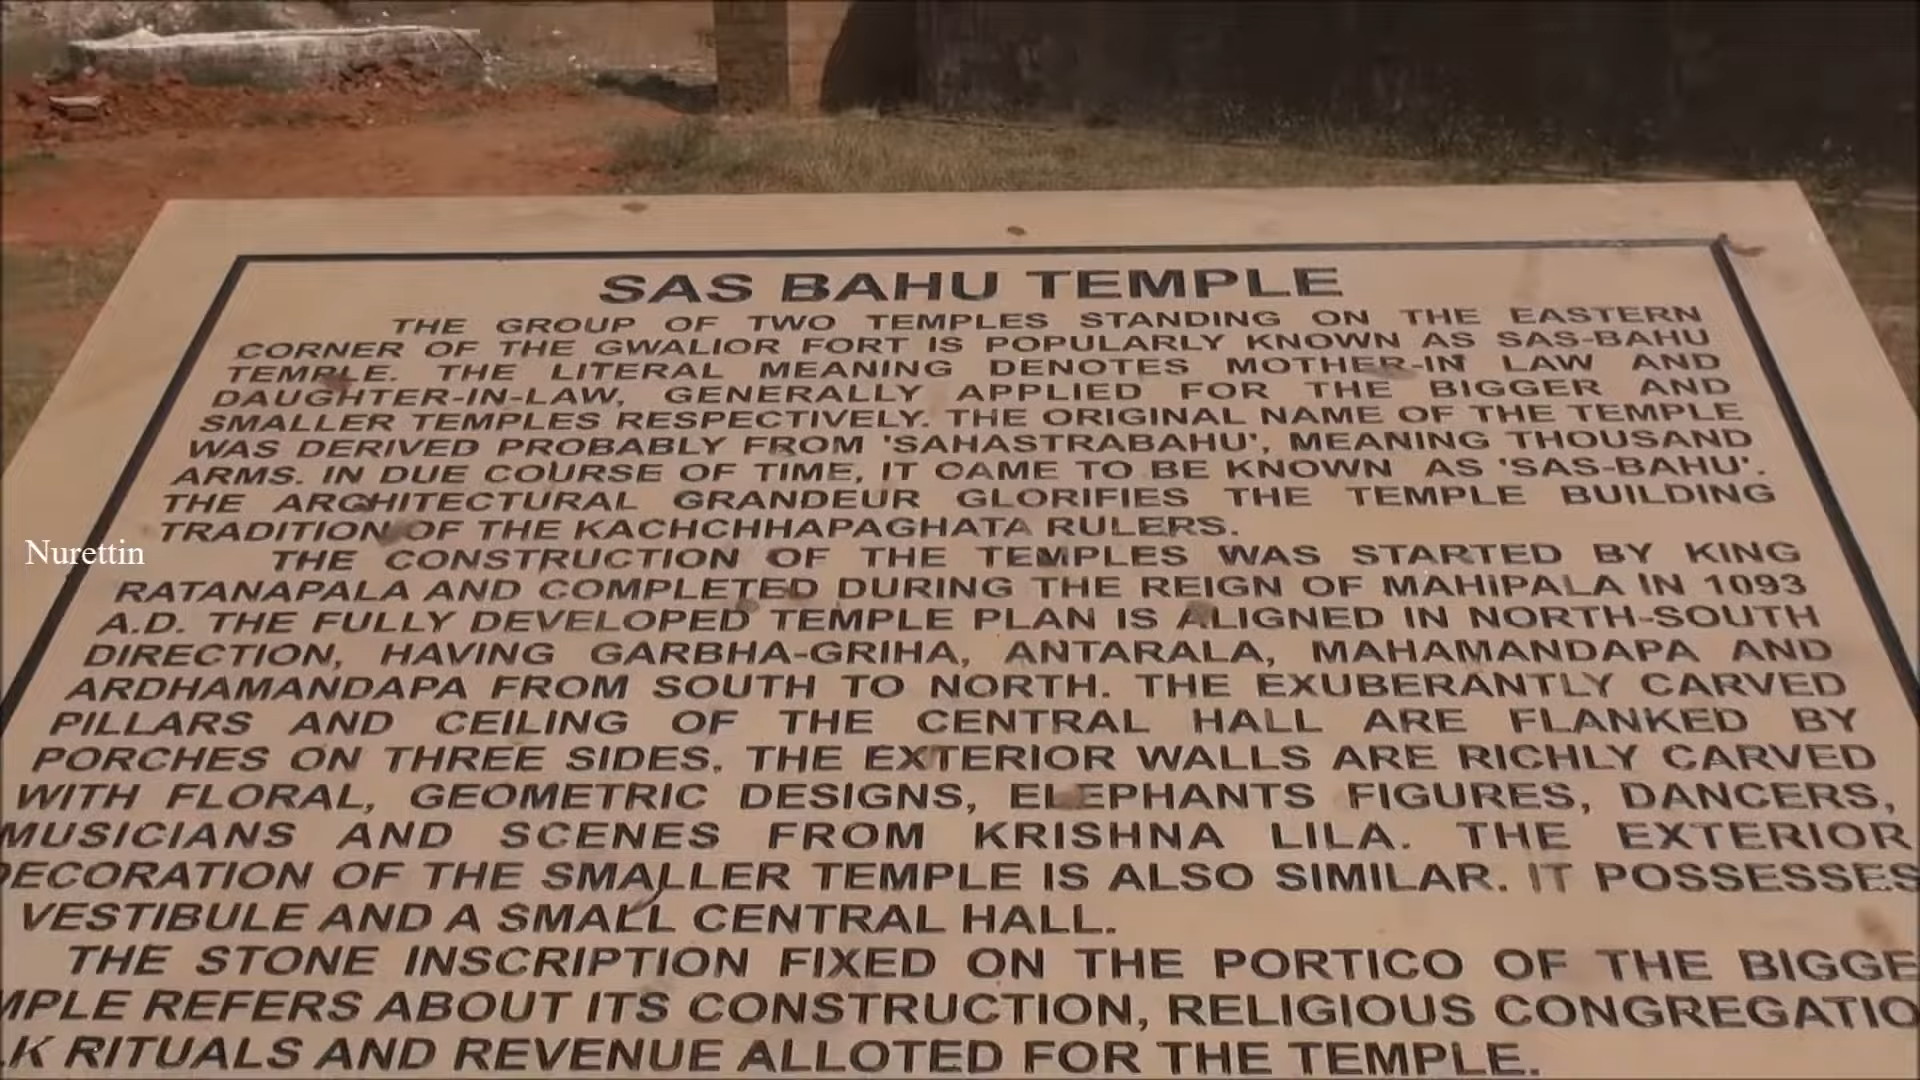 SAS BAHU TEMPLE
THE GROUP OF TWO TEMPLES STANDING ON THE EASTERN
CORNER OF THE GWALIOR FORT IS POPULARLY KNOWN AS SAS-BAHU
TEMPLE. THE LITERAL MEANING DENOTES MOTHER-IN LAW AND
DAUGHTER-IN-LAW, GENERALLY APPLIED FOR THE BIGGER AND
SMALLER TEMPLES RESPECTIVELY. THE ORIGINAL NAME OF THE TEMPLE
WAS DERIVED PROBABLY FROM 'SAHASTRABAHU', MEANING THOUSAND
ARMS. IN DUE COURSE OF TIME, IT CAME TO BE KNOWN AS 'SAS-BAHU'.
THE ARCHITECTURAL GRANDEUR GLORIFIES THE TEMPLE BUILDING
TRADITION OF THE KACHCHHAPAGHATA RULERS.
Nurettin
THE CONSTRUCTION OF THE TEMPLES WAS STARTED BY KING
RATANAPALA AND COMPLETED DURING THE REIGN OF MAHiPALA IN 1093
A.D. THE FULLY DEVELOPED TEMPLE PLAN IS ALIGNED IN NORTH-SOUTH
DIRECTION, HAVING GARBHA-GRIHA, ANTARALA, MAHAMANDAPA AND
ARDHAMANDAPA FROM SOUTH TO NORTH. THE EXUBERANTLY CARVED
PILLARS AND CEILING OF THE CENTRAL HALL ARE FLANKED BY
PORCHES ON THREE SIDES. THE EXTERIOR WALLS ARE RICHLY CARVED
WITH FLORAL, GEOMETRIC DESIGNS, ELEPHANTS FIGURES, DANCERS,
MUSICIANS AND SCENES FROM KRISHNA LILA. THE EXTERIOR
DECORATION OF THE SMALLER TEMPLE IS ALSO SIMILAR. IT POSSESSES
VESTIBULE AND A SMALL CENTRAL HALL.
THE STONE INSCRIPTION FIXED ON THE PORTICO OF THE BIGGE
MPLE REFERS ABOUT ITS CONSTRUCTION, RELIGIOUS CONGREGATIO
K RITUALS AND REVENUE ALLOTED FOR THE TEMPLE.